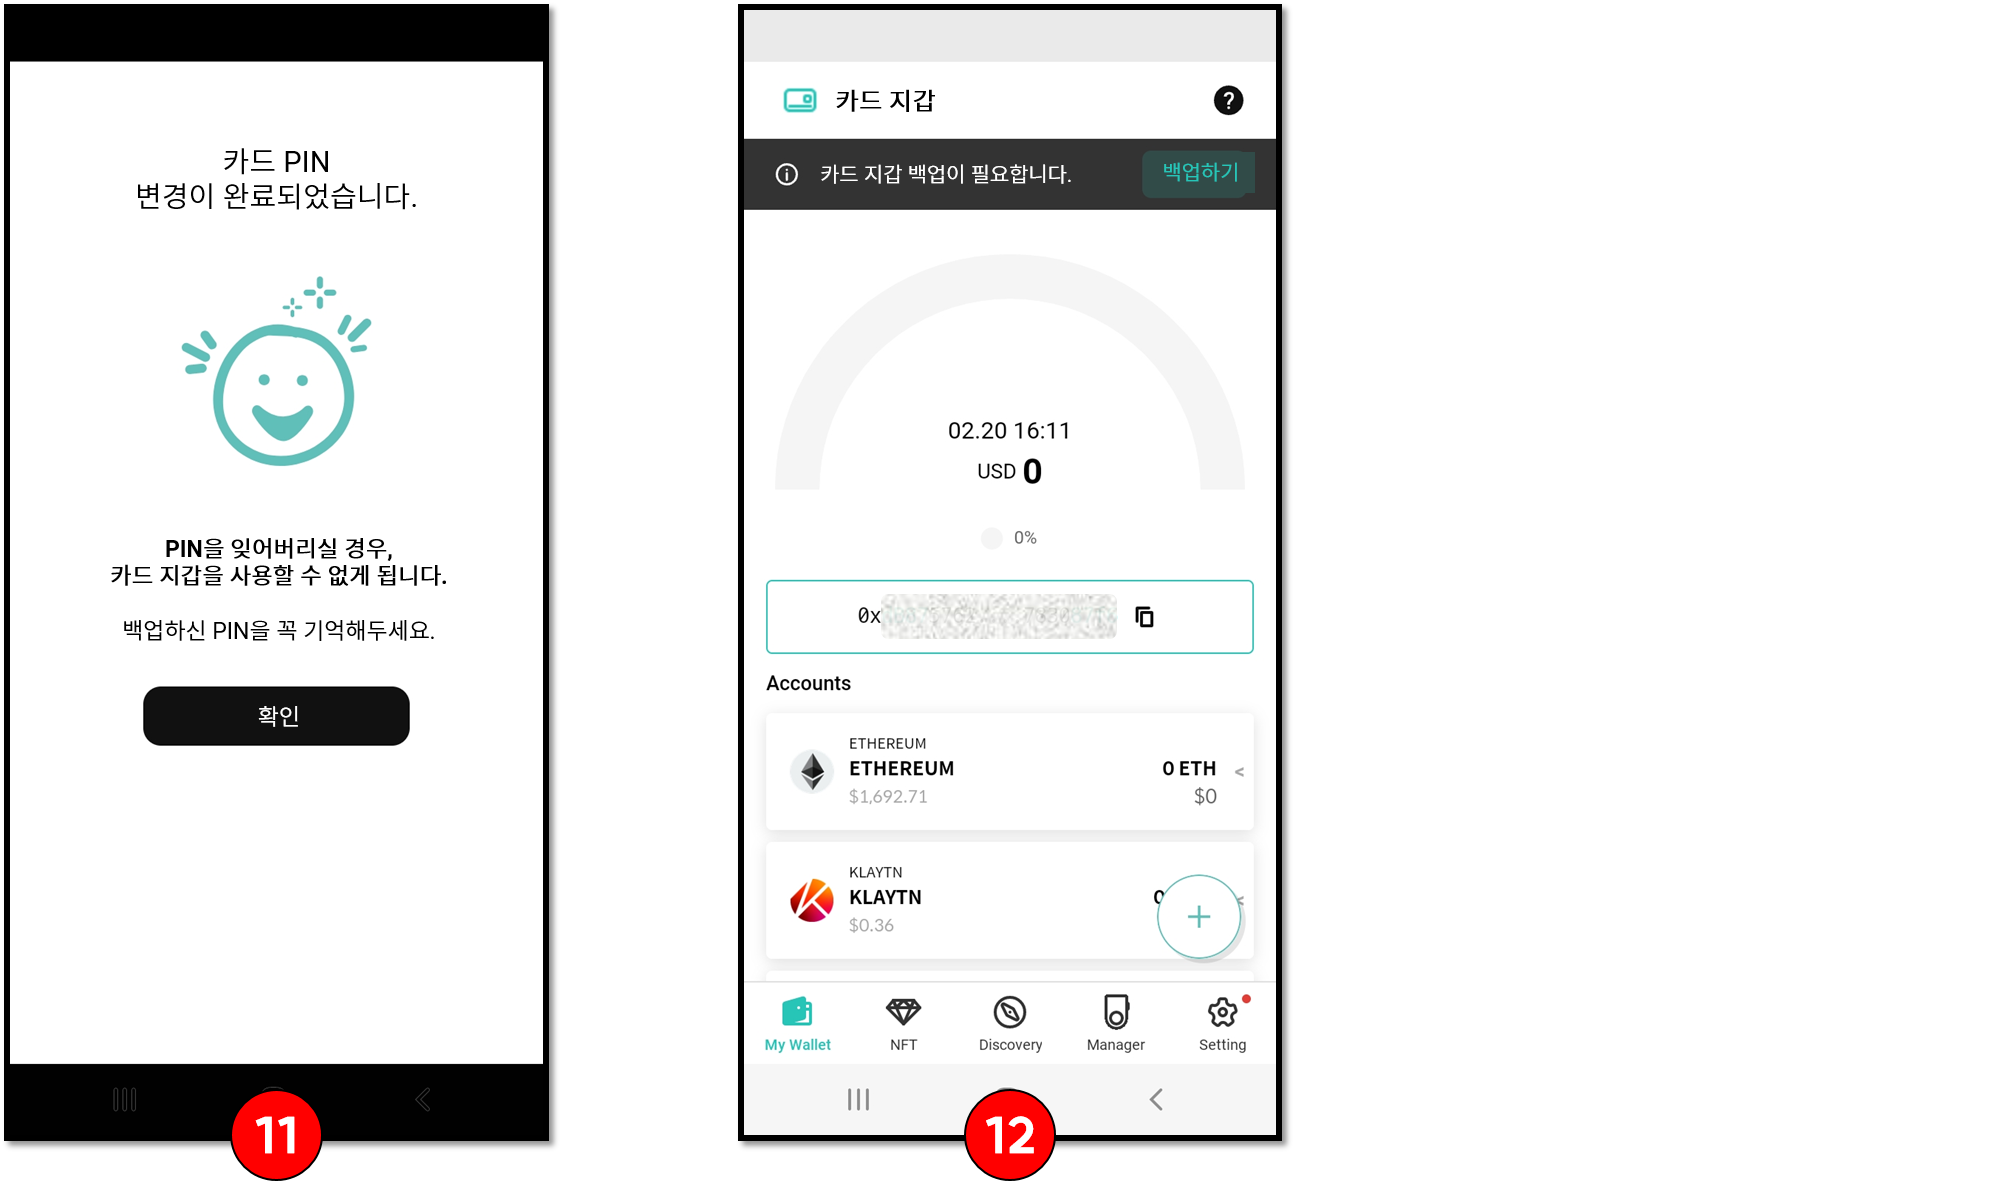 카드 PIN
변경이 완료되었습니다.
PIN을 잊어버리실 경우,
카드 지갑을 사용할 수 없게 됩니다.
백업하신 PIN을 꼭 기억해두세요.
확인
11
카드 지갑
?
카드 지갑 백업이 필요합니다.
백업하기
02.20 16:11
USD 0
0%
0x
Accounts
ETHEREUM
ETHEREUM
0 ETH
$1,692.71
$0
KLAYTN
KLAYTN
0
$0.36
+
My Wallet
NFT
Discovery
Manager
Setting
12